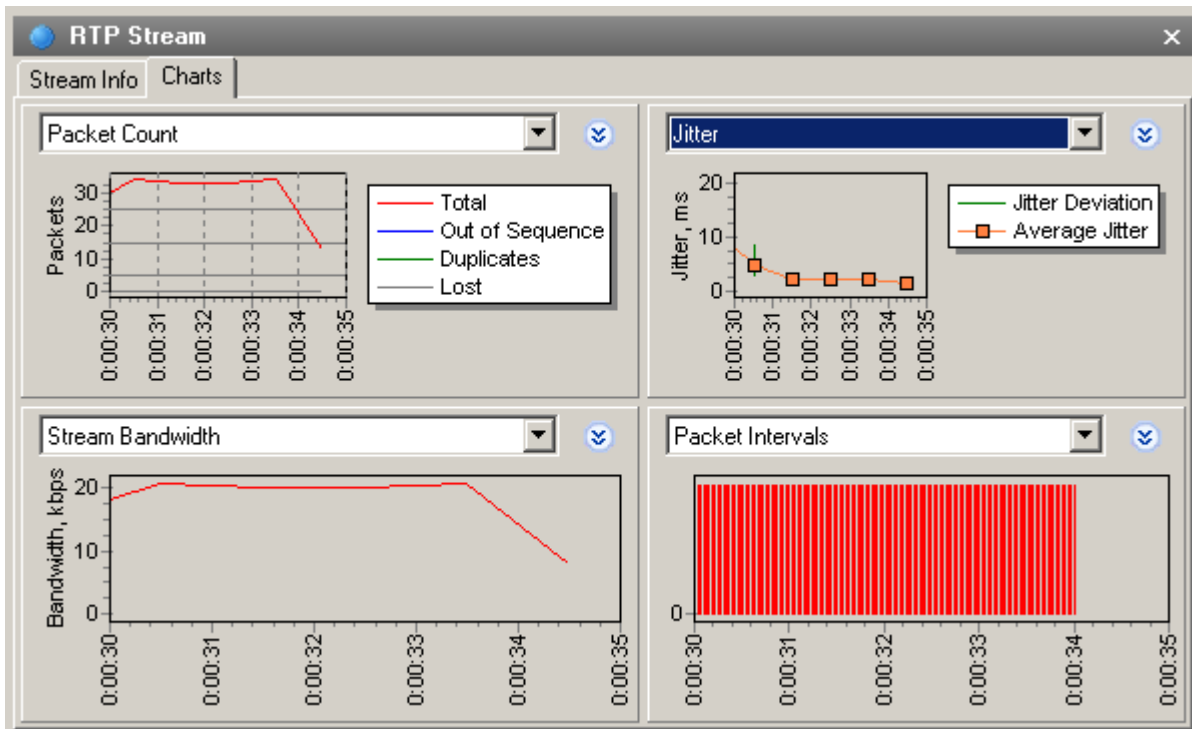 RTP Stream
Stream Info Charts
Packet Count
Packets
30
20
10
0
0:00:30 0:00:31 0:00:32 0:00:33 0:00:34 0:00:35
Total
Out of Sequence
Duplicates
Lost
Jitter
Jitter, ms
20
10
0
0:00:30 0:00:31 0:00:32 0:00:33 0:00:34 0:00:35
Jitter Deviation
Average Jitter
Stream Bandwidth
Bandwidth, kbps
20
10
0
0:00:30 0:00:31 0:00:32 0:00:33 0:00:34 0:00:35
Packet Intervals
0
0:00:30 0:00:31 0:00:32 0:00:33 0:00:34 0:00:35